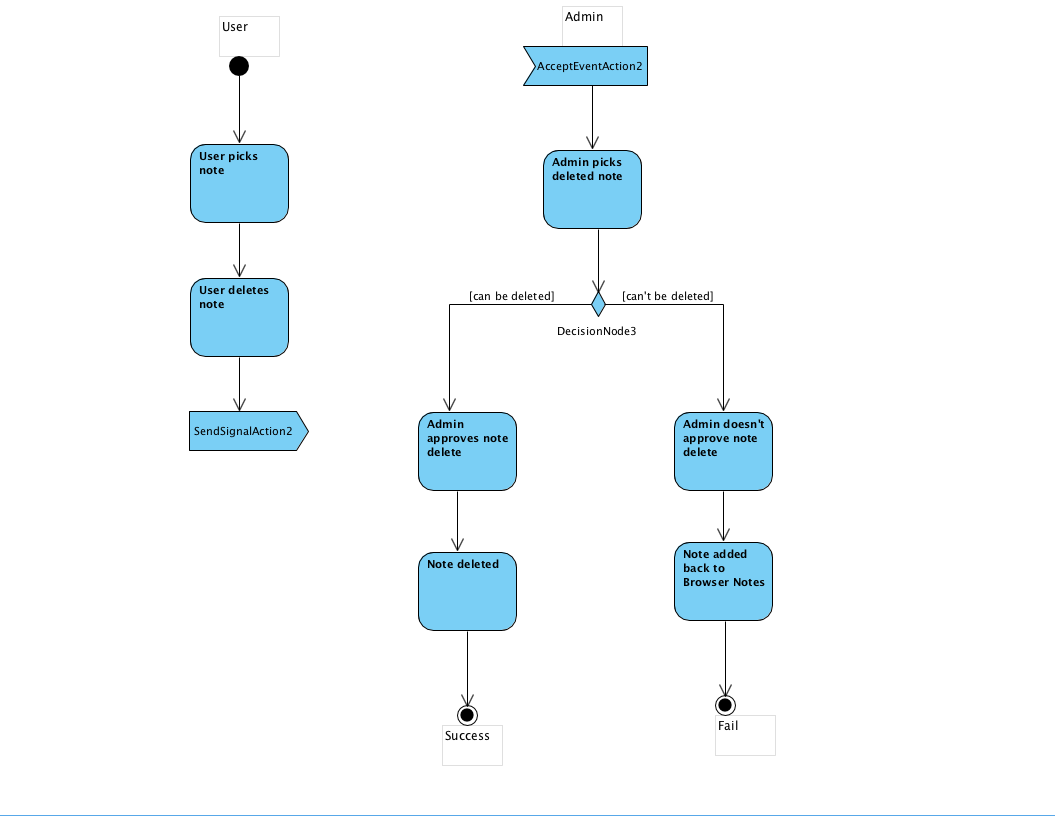 User
User picks
note
User deletes
note
SendSignalAction2
Admin
AcceptEventAction2
Admin picks
deleted note
[can be deleted]
[can't be deleted]
DecisionNode3
Admin
approves note
delete
Note deleted
Success
Admin doesn't
approve note
delete
Note added
back to
Browser Notes
Fail